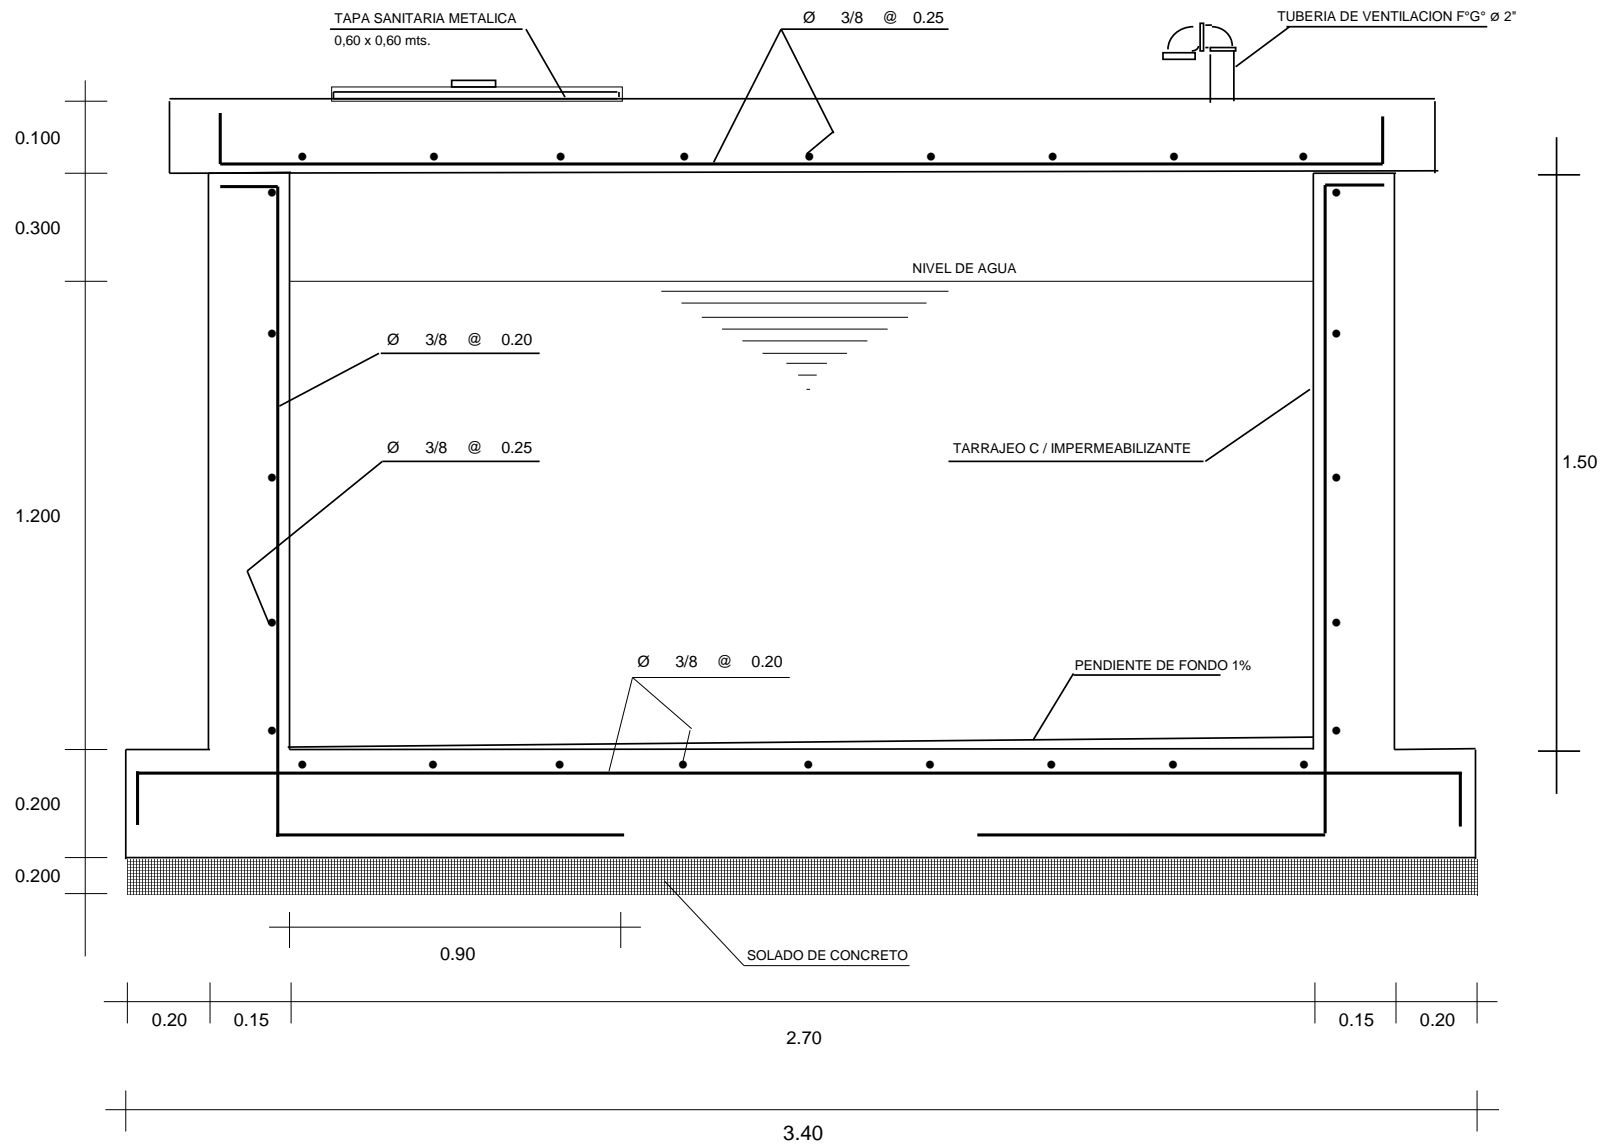 TAPA SANITARIA METALICA
0,60 x 0,60 mts.
Ø 3/8 @ 0.25
TUBERIA DE VENTILACION FºGº Ø 2"
0.100
0.300
NIVEL DE AGUA
Ø 3/8 @ 0.20
Ø 3/8 @ 0.25
TARRAJEO C / IMPERMEABILIZANTE
1.50
1.200
Ø 3/8 @ 0.20
PENDIENTE DE FONDO 1%
0.200
0.200
0.90
SOLADO DE CONCRETO
0.20
0.15
2.70
0.15
0.20
3.40